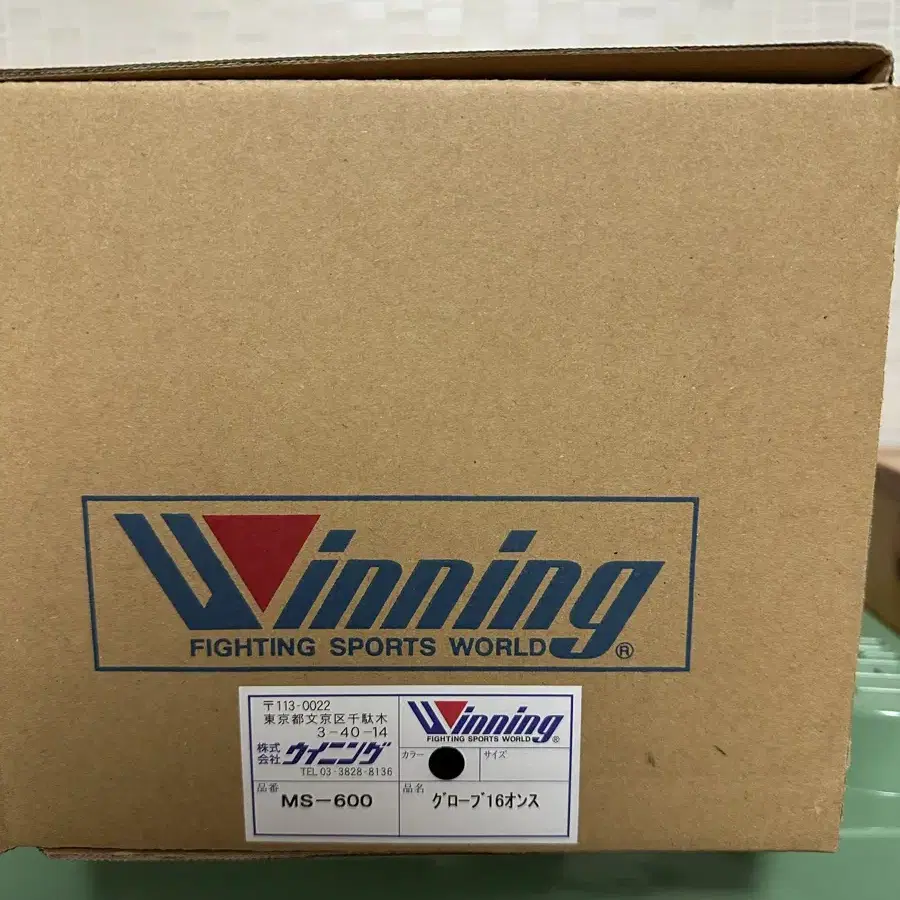 Winning
FIGHTING SPORTS WORLD ®
〒113-0022
東京都文京区千駄木
3-40-14
株式会社 ウイニング
TEL 03-3828-8136
Winning
FIGHTING SPORTS WORLD ®
カラー サイズ
品番 MS-600
品名 グローブ16オンス